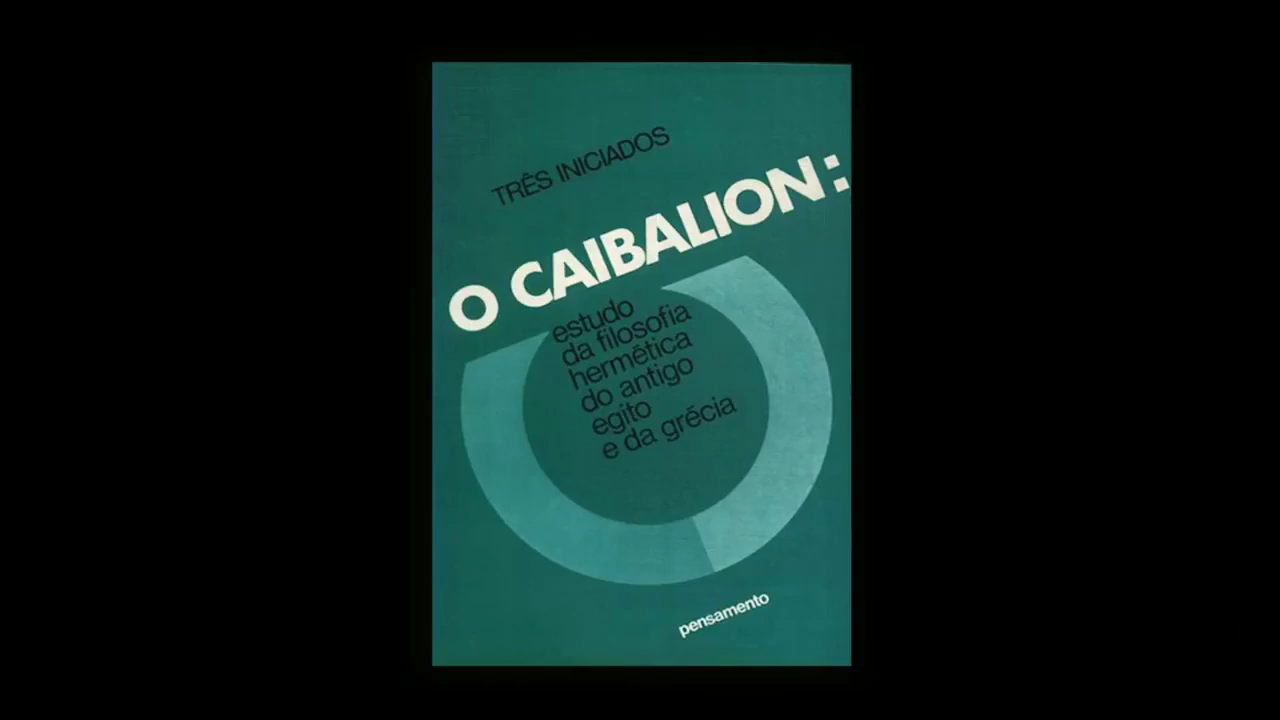 TRÊS INICIADOS
O CAIBALION:
estudo
da filosofia
hermética
do antigo
egito
e da grécia
pensamento